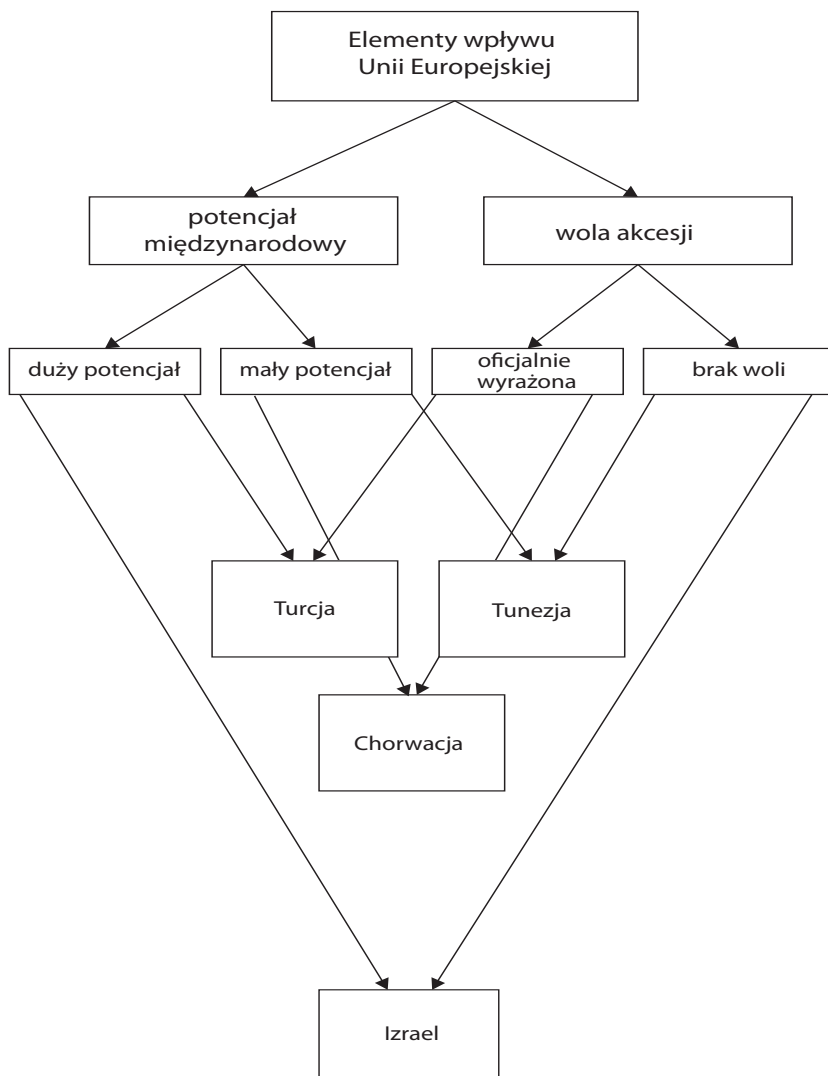 Elementy wpływu
Unii Europejskiej
potencjał
międzynarodowy
wola akcesji
duży potencjał
mały potencjał
oficjalnie
wyrażona
brak woli
Turcja
Tunezja
Chorwacja
Izrael